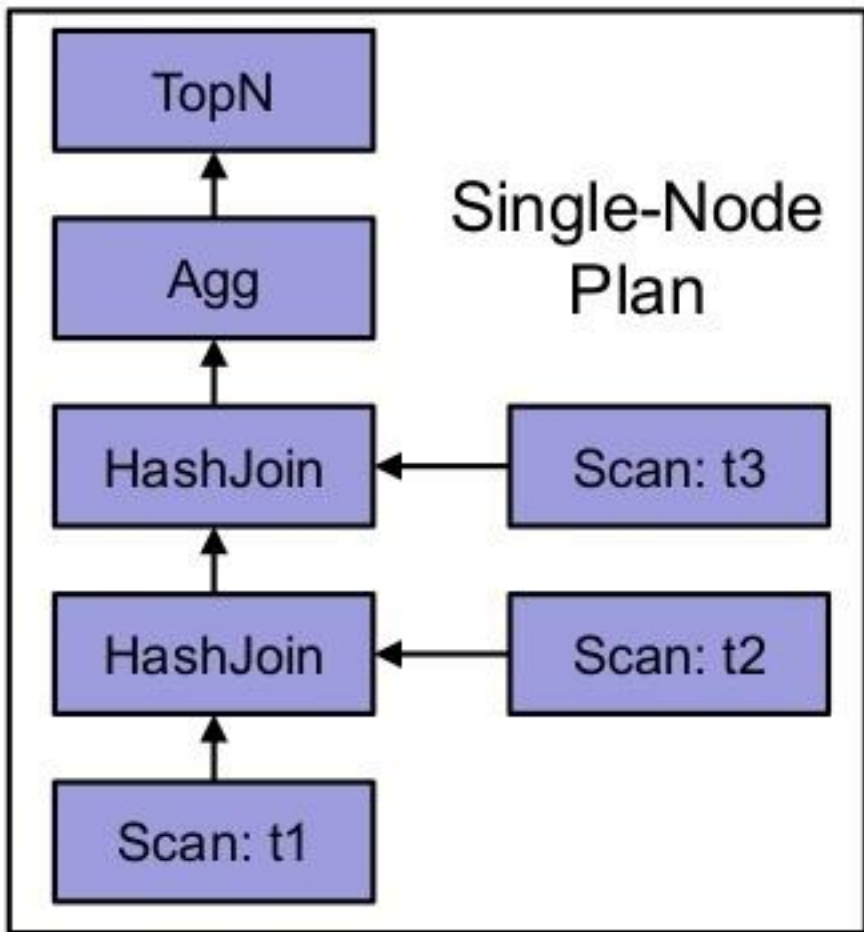 TopN
Agg
Single-Node
Plan
HashJoin
Scan: t3
HashJoin
Scan: t2
Scan: t1